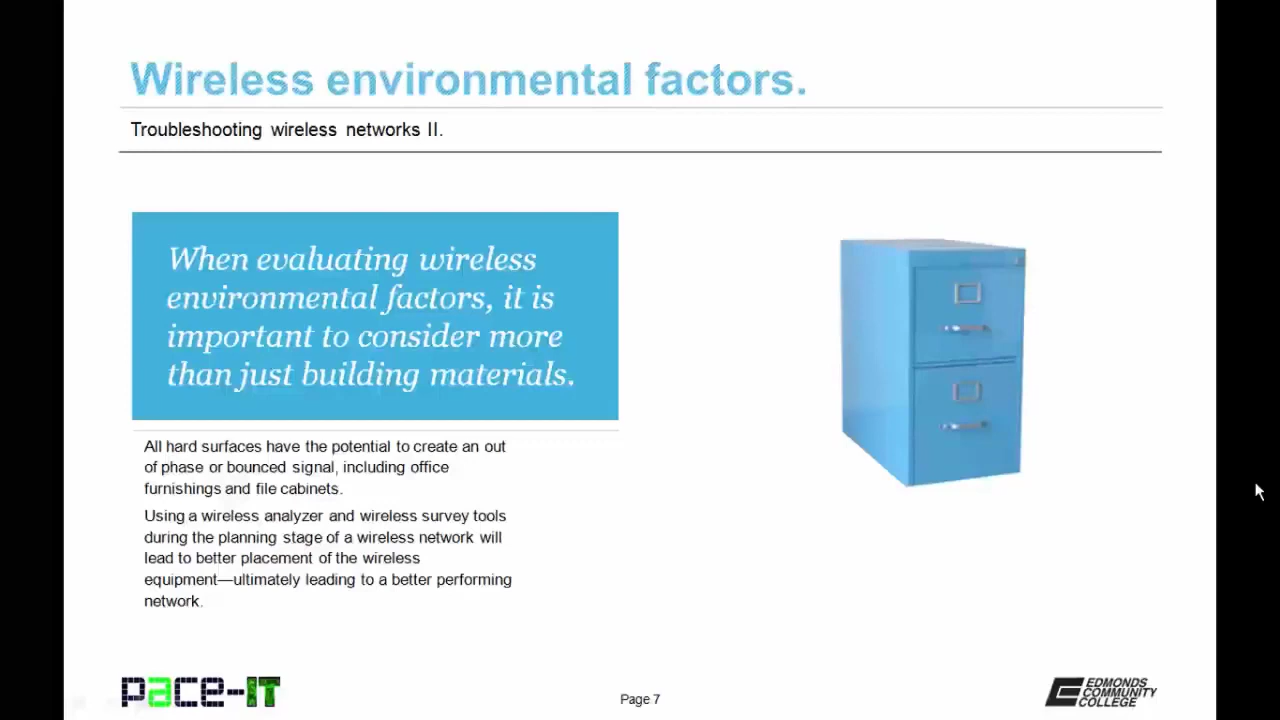 Wireless environmental factors.
Troubleshooting wireless networks II.
When evaluating wireless
environmental factors, it is
important to consider more
than just building materials.
All hard surfaces have the potential to create an out
of phase or bounced signal, including office
furnishings and file cabinets.
Using a wireless analyzer and wireless survey tools
during the planning stage of a wireless network will
lead to better placement of the wireless
equipment—ultimately leading to a better performing
network.
pace-IT
Page 7
EDMONDS
COMMUNITY
COLLEGE